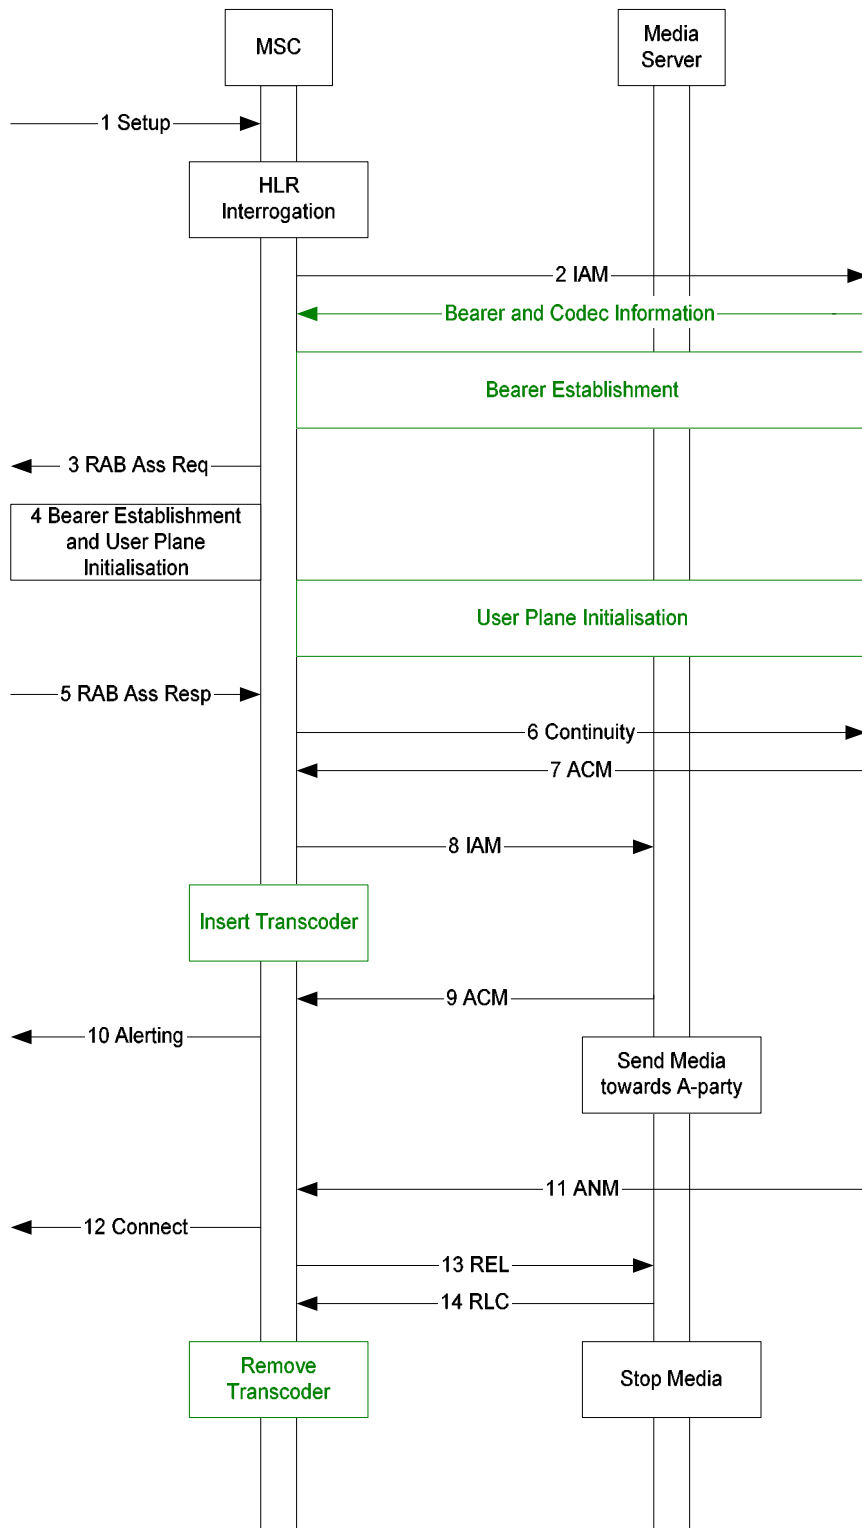 MSC
Media
Server
1 Setup
HLR
Interrogation
2 IAM
Bearer and Codec Information
Bearer Establishment
3 RAB Ass Req
4 Bearer Establishment
and User Plane
Initialisation
User Plane Initialisation
5 RAB Ass Resp
6 Continuity
7 ACM
8 IAM
Insert Transcoder
9 ACM
10 Alerting
Send Media
towards A-party
11 ANM
12 Connect
13 REL
14 RLC
Remove
Transcoder
Stop Media